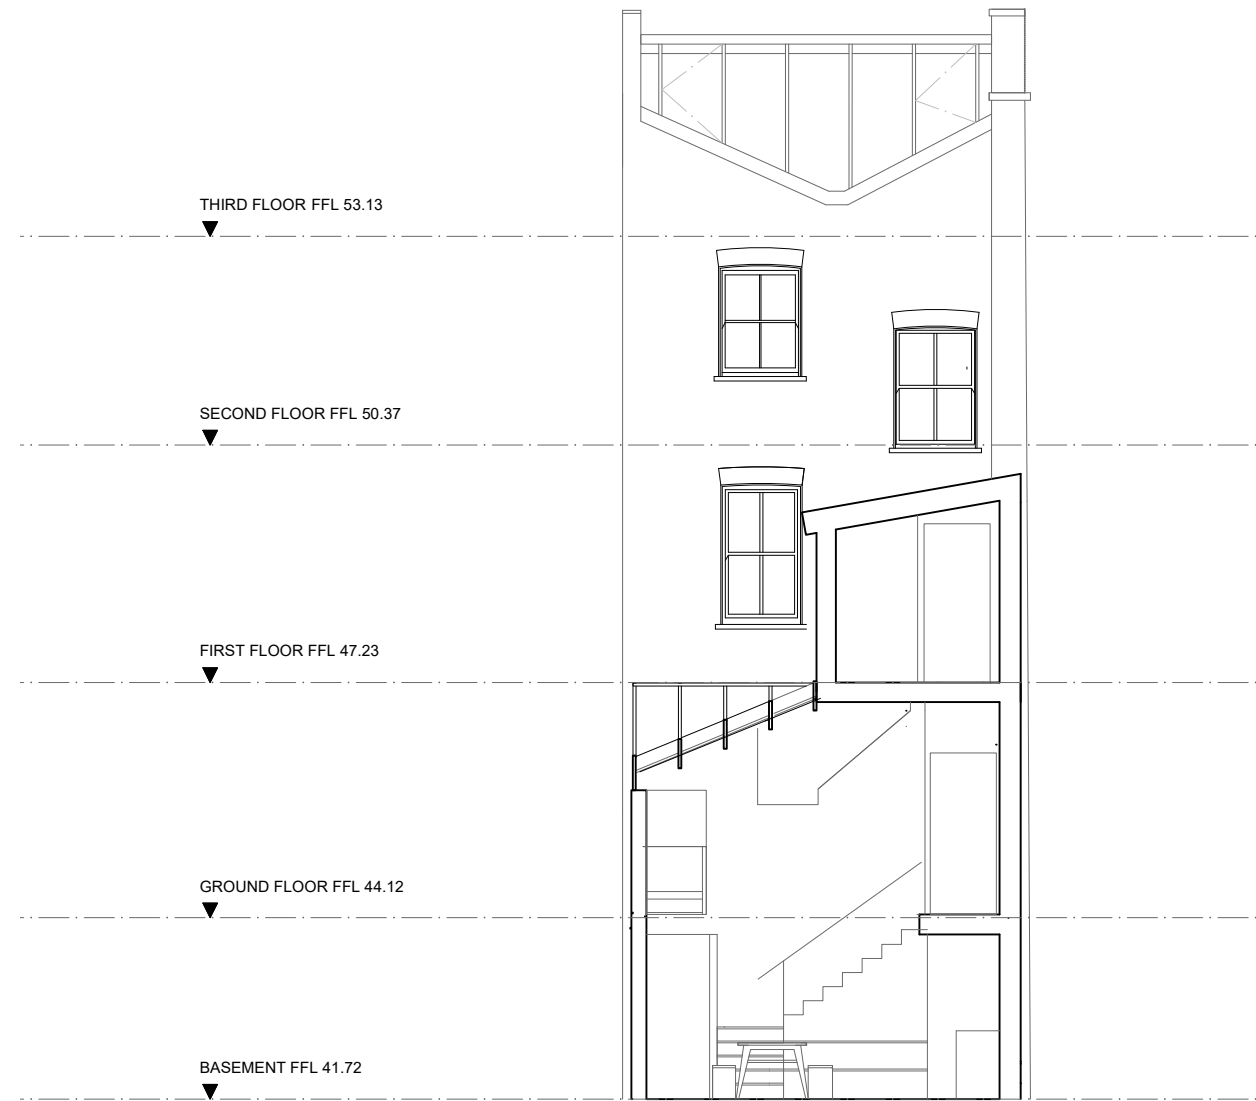 THIRD FLOOR FFL 53.13
SECOND FLOOR FFL 50.37
FIRST FLOOR FFL 47.23
GROUND FLOOR FFL 44.12
BASEMENT FFL 41.72